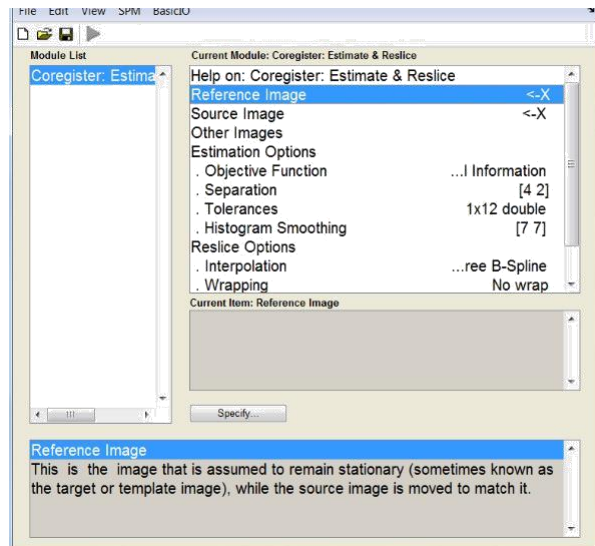 File Edit View SPM BasicIO
Module List
Current Module: Coregister: Estimate & Reslice
Coregister: Estima
Help on: Coregister: Estimate & Reslice
Reference Image <-X
Source Image <-X
Other Images
Estimation Options
. Objective Function ...l Information
. Separation [4 2]
. Tolerances 1x12 double
. Histogram Smoothing [7 7]
Reslice Options
. Interpolation ...ree B-Spline
. Wrapping No wrap
Current Item: Reference Image
Specify...
Reference Image
This is the image that is assumed to remain stationary (sometimes known as
the target or template image), while the source image is moved to match it.